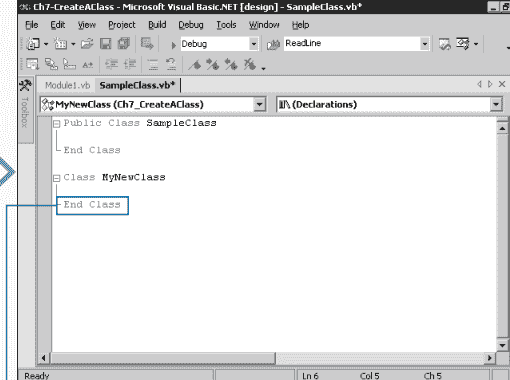 Ch7-CreateAClass - Microsoft Visual Basic.NET [design] - SampleClass.vb*
File Edit View Project Build Debug Tools Window Help
Debug ReadLine
Module1.vb SampleClass.vb*
Toolbox
MyNewClass (Ch7_CreateAClass) (Declarations)
Public Class SampleClass
End Class
Class MyNewClass
End Class
Ready Ln 6 Col 5 Ch 5